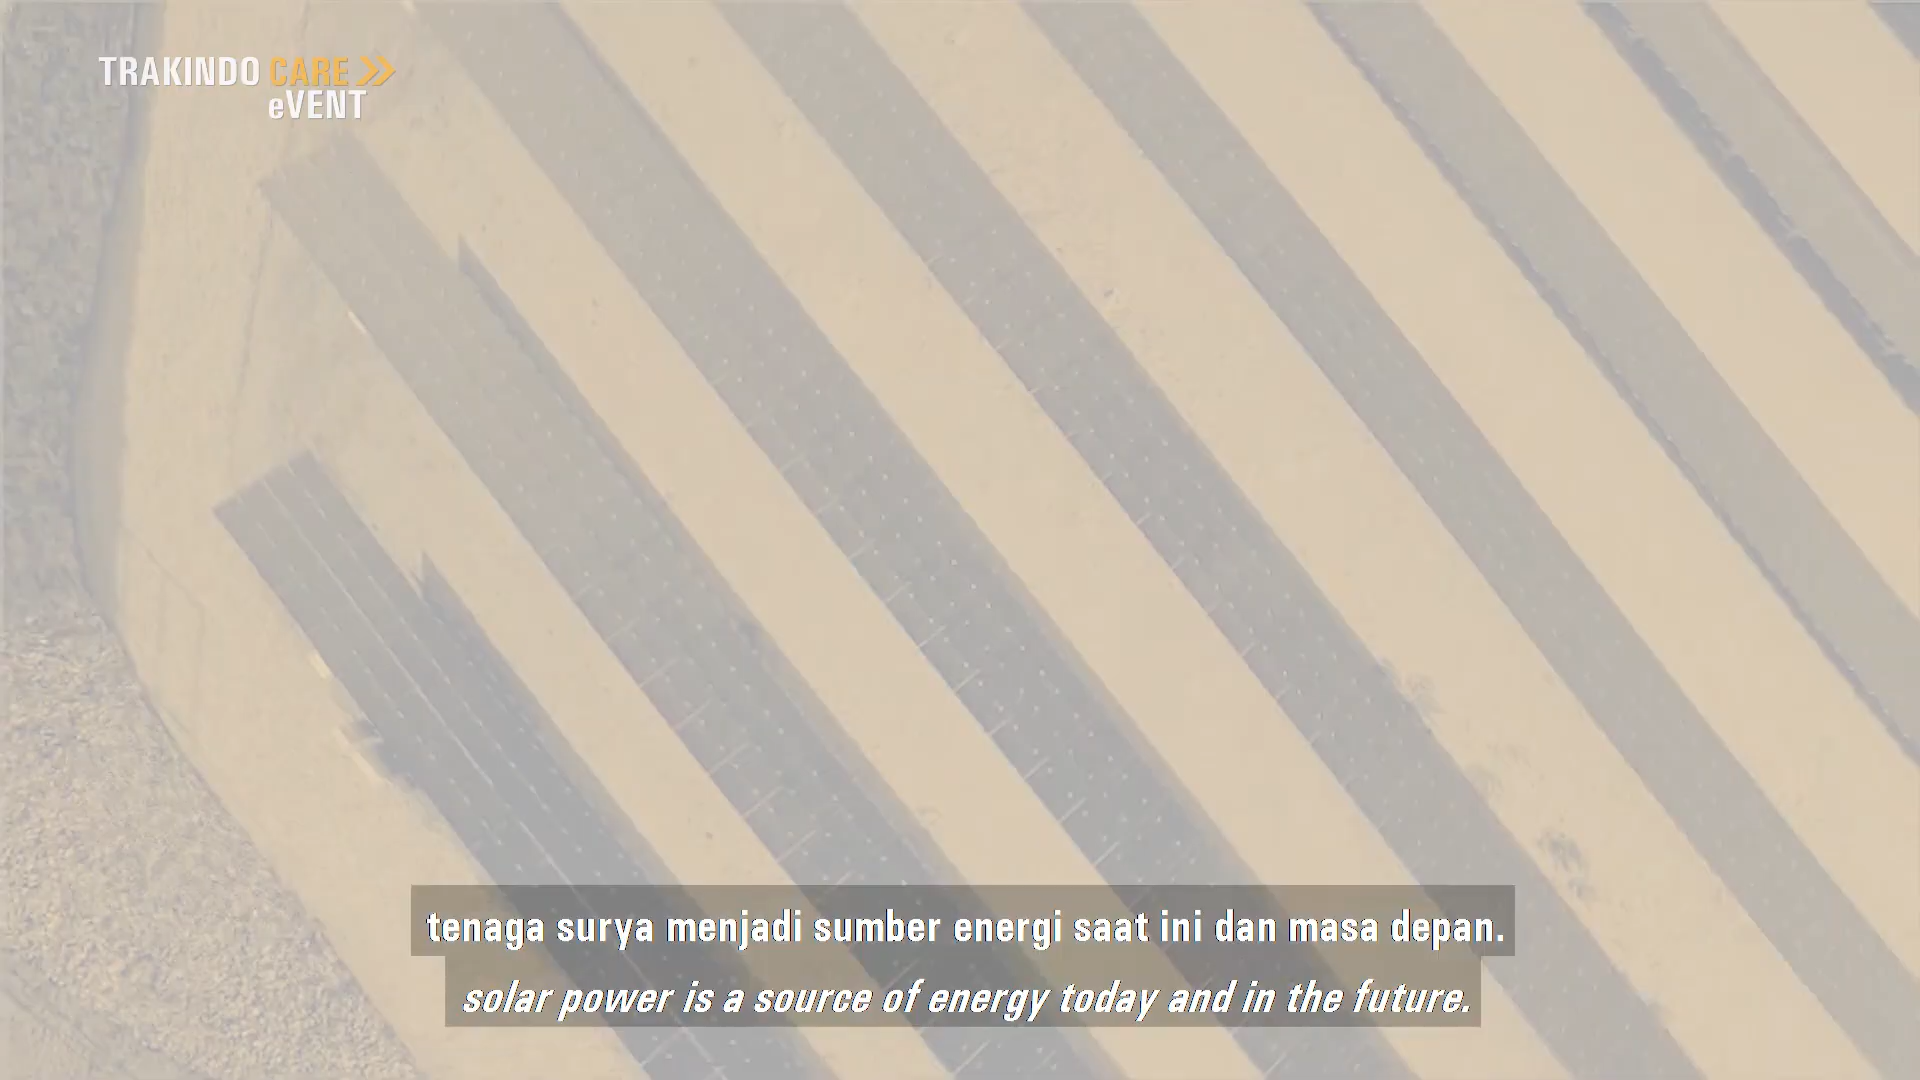 TRAKINDO CARE
eVENT
tenaga surya menjadi sumber energi saat ini dan masa depan.
solar power is a source of energy today and in the future.